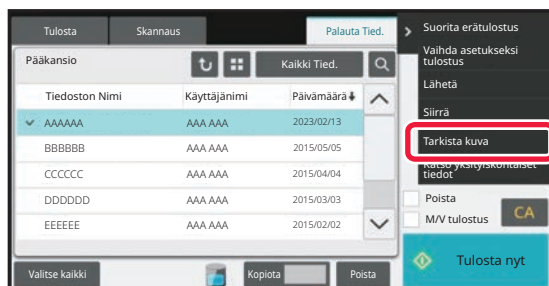 Tulosta
Skannaus
Palauta Tied.
Pääkansio
Kaikki Tied.
Tiedoston Nimi Käyttäjänimi Päivämäärä
AAAAAA AAA AAA 2023/02/13
BBBBBB AAA AAA 2015/05/05
CCCCCC AAA AAA 2015/04/04
DDDDDD AAA AAA 2015/03/03
EEEEEE AAA AAA 2015/02/02
Valitse kaikki
Kopiota
Poista
Suorita erätulostus
Vaihda asetukseksi
tulostus
Lähetä
Siirrä
Tarkista kuva
Katso yksityiskohtaiset
tiedot
Poista
M/V tulostus
CA
Tulosta nyt